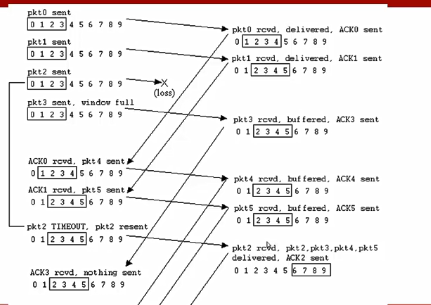 pkt0 sent
0 1 2 3 4 5 6 7 8 9
pkt1 sent
0 1 2 3 4 5 6 7 8 9
pkt2 sent
0 1 2 3 4 5 6 7 8 9
X
(loss)
pkt3 sent, window full
0 1 2 3 4 5 6 7 8 9
ACK0 rcvd, pkt4 sent
0 1 2 3 4 5 6 7 8 9
ACK1 rcvd, pkt5 sent
0 1 2 3 4 5 6 7 8 9
pkt2 TIMEOUT, pkt2 resent
0 1 2 3 4 5 6 7 8 9
ACK3 rcvd, nothing sent
0 1 2 3 4 5 6 7 8 9
pkt0 rcvd, delivered, ACK0 sent
0 1 2 3 4 5 6 7 8 9
pkt1 rcvd, delivered, ACK1 sent
0 1 2 3 4 5 6 7 8 9
pkt3 rcvd, buffered, ACK3 sent
0 1 2 3 4 5 6 7 8 9
pkt4 rcvd, buffered, ACK4 sent
0 1 2 3 4 5 6 7 8 9
pkt5 rcvd, buffered, ACK5 sent
0 1 2 3 4 5 6 7 8 9
pkt2 rcvd, pkt2,pkt3,pkt4,pkt5
delivered, ACK2 sent
0 1 2 3 4 5 6 7 8 9